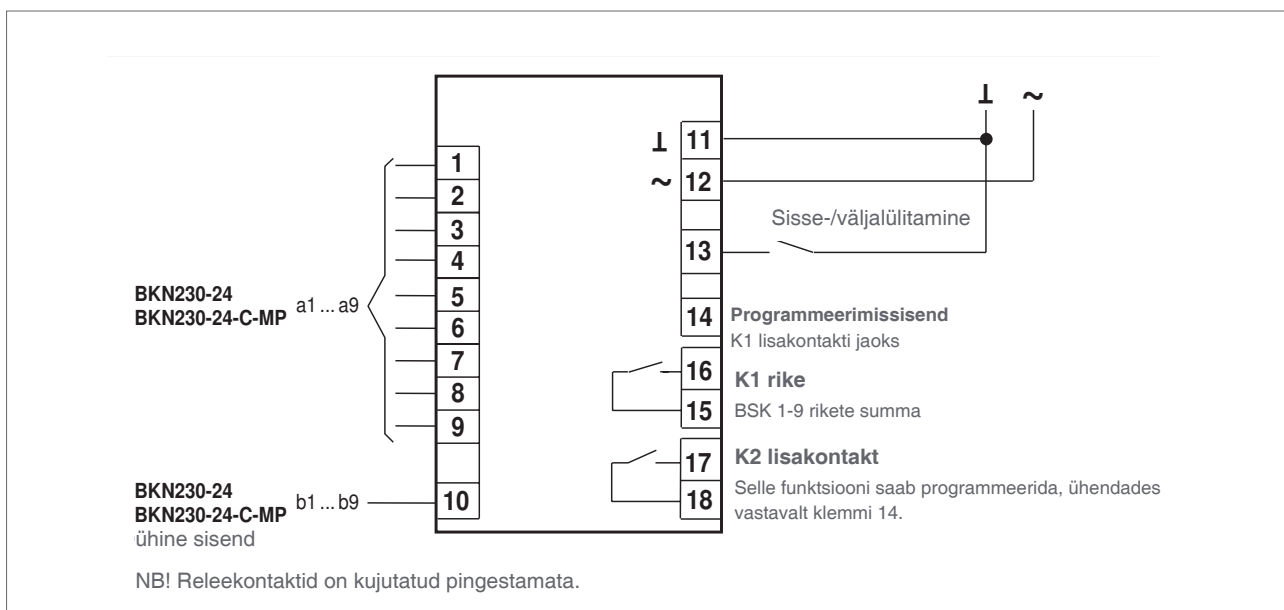 ⊥ ~
⊥ 11
~ 12
Sisse-/väljalülitamine
13
14 Programmeerimissisend
K1 lisakontakti jaoks
16 K1 rike
15 BSK 1-9 rikete summa
17 K2 lisakontakt
18 Selle funktsiooni saab programmeerida, ühendades
vastavalt klemmi 14.
1
2
3
4
5
6
7
8
9
BKN230-24
BKN230-24-C-MP a1 ... a9
BKN230-24
BKN230-24-C-MP b1 ... b9
10
ühine sisend
NB! Releekontaktid on kujutatud pingestamata.